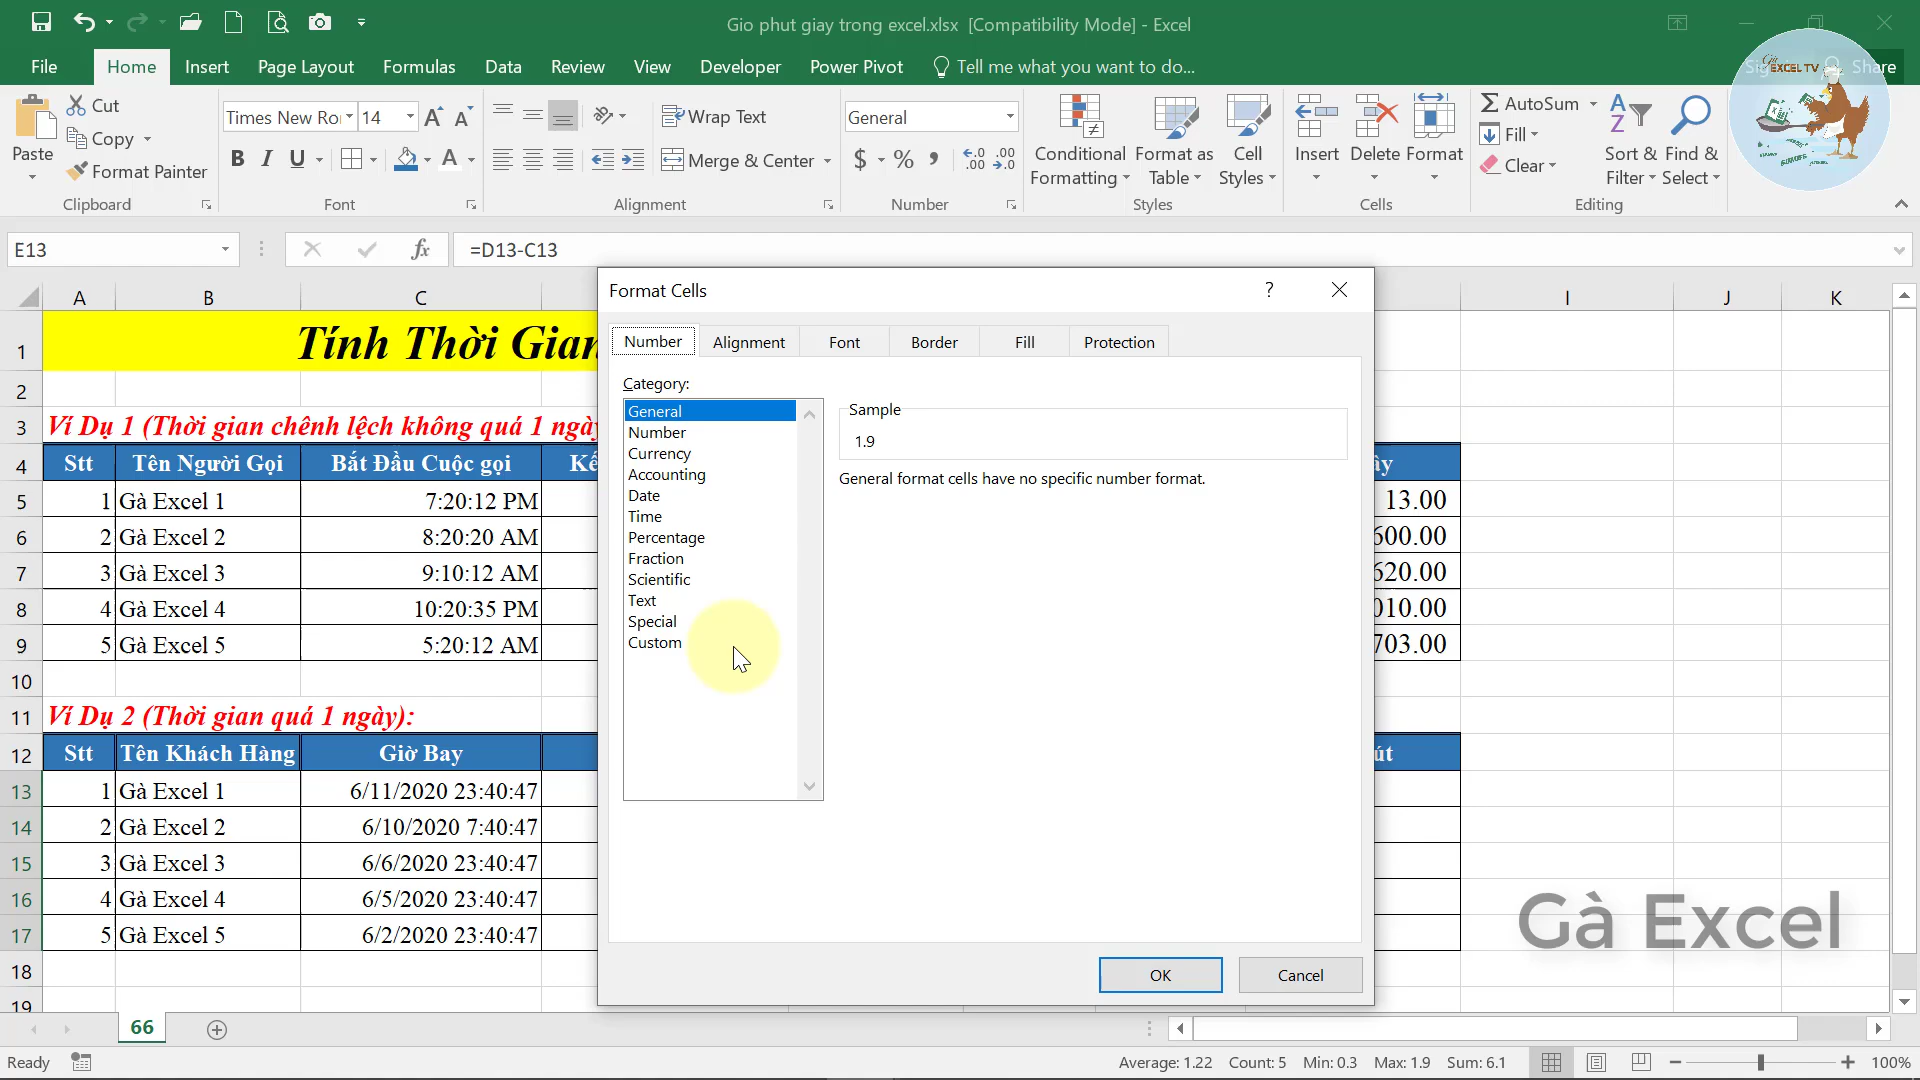 Gio phut giay trong excel.xlsx [Compatibility Mode] - Excel
File Home Insert Page Layout Formulas Data Review View Developer Power Pivot Tell me what you want to do... Share
EXCEL TV
Paste Cut Copy Format Painter Clipboard
Times New Ro 14 A A B I U A Font
Wrap Text Merge & Center Alignment
General $ % , .00 .00 Number
Conditional Formatting Format as Table Cell Styles Styles
Insert Delete Format Cells
AutoSum Fill Clear Sort & Filter Find & Select Editing
E13 fx =D13-C13
A B C I J K
1 Tính Thời Gian
2
3 Ví Dụ 1 (Thời gian chênh lệch không quá 1 ngày
4 Stt Tên Người Gọi Bắt Đầu Cuộc gọi
5 1 Gà Excel 1 7:20:12 PM 13.00
6 2 Gà Excel 2 8:20:20 AM 600.00
7 3 Gà Excel 3 9:10:12 AM 620.00
8 4 Gà Excel 4 10:20:35 PM 010.00
9 5 Gà Excel 5 5:20:12 AM 703.00
10
11 Ví Dụ 2 (Thời gian quá 1 ngày):
12 Stt Tên Khách Hàng Giờ Bay
13 1 Gà Excel 1 6/11/2020 23:40:47
14 2 Gà Excel 2 6/10/2020 7:40:47
15 3 Gà Excel 3 6/6/2020 23:40:47
16 4 Gà Excel 4 6/5/2020 23:40:47
17 5 Gà Excel 5 6/2/2020 23:40:47
18
19
Format Cells ?
Number Alignment Font Border Fill Protection
Category:
General
Number
Currency
Accounting
Date
Time
Percentage
Fraction
Scientific
Text
Special
Custom
Sample
1.9
General format cells have no specific number format.
OK Cancel
Gà Excel
66
Ready Average: 1.22 Count: 5 Min: 0.3 Max: 1.9 Sum: 6.1 100%